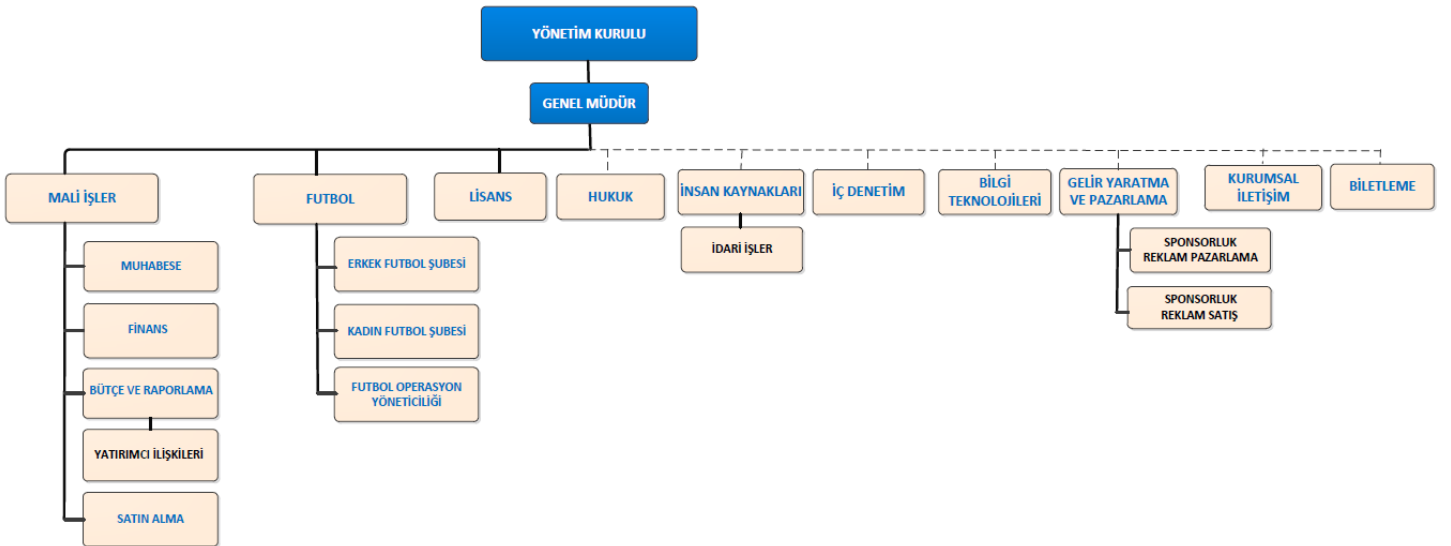 YÖNETİM KURULU
GENEL MÜDÜR
MALİ İŞLER
FUTBOL
LİSANS
HUKUK
İNSAN KAYNAKLARI
İÇ DENETİM
BİLGİ
TEKNOLOJİLERİ
GELİR YARATMA
VE PAZARLAMA
KURUMSAL
İLETİŞİM
BİLETLEME
MUHABESE
FİNANS
BÜTÇE VE RAPORLAMA
YATIRIMCI İLİŞKİLERİ
SATIN ALMA
ERKEK FUTBOL ŞUBESİ
KADIN FUTBOL ŞUBESİ
FUTBOL OPERASYON
YÖNETİCİLİĞİ
İDARİ İŞLER
SPONSORLUK
REKLAM PAZARLAMA
SPONSORLUK
REKLAM SATIŞ